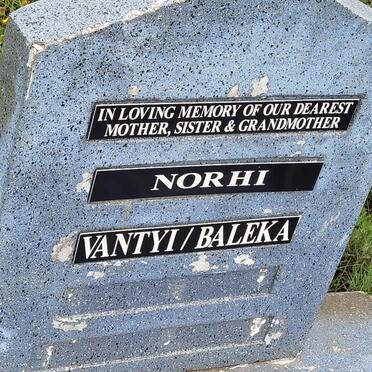 IN LOVING MEMORY OF OUR DEAREST
MOTHER, SISTER & GRANDMOTHER
NORHI
VANTYI / BALEKA